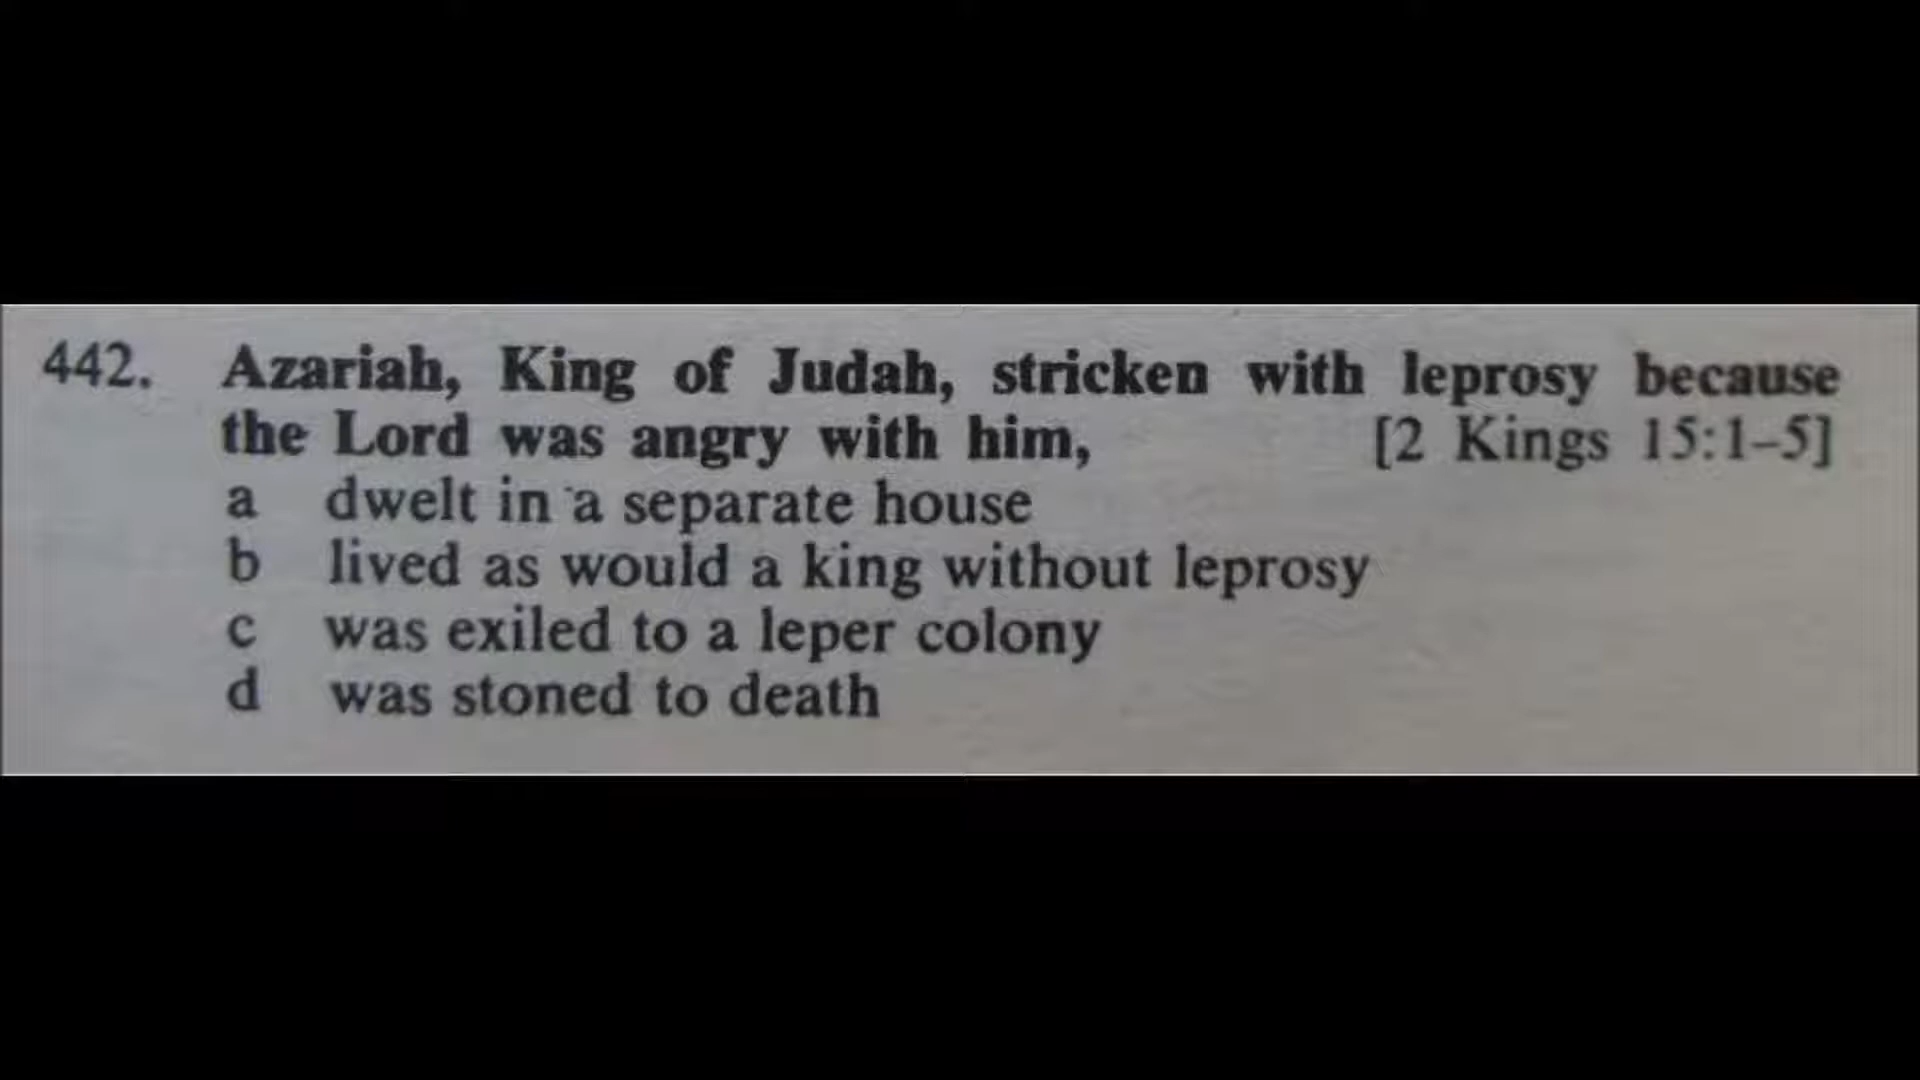 442. Azariah, King of Judah, stricken with leprosy because
the Lord was angry with him, [2 Kings 15:1–5]
a dwelt in a separate house
b lived as would a king without leprosy
c was exiled to a leper colony
d was stoned to death